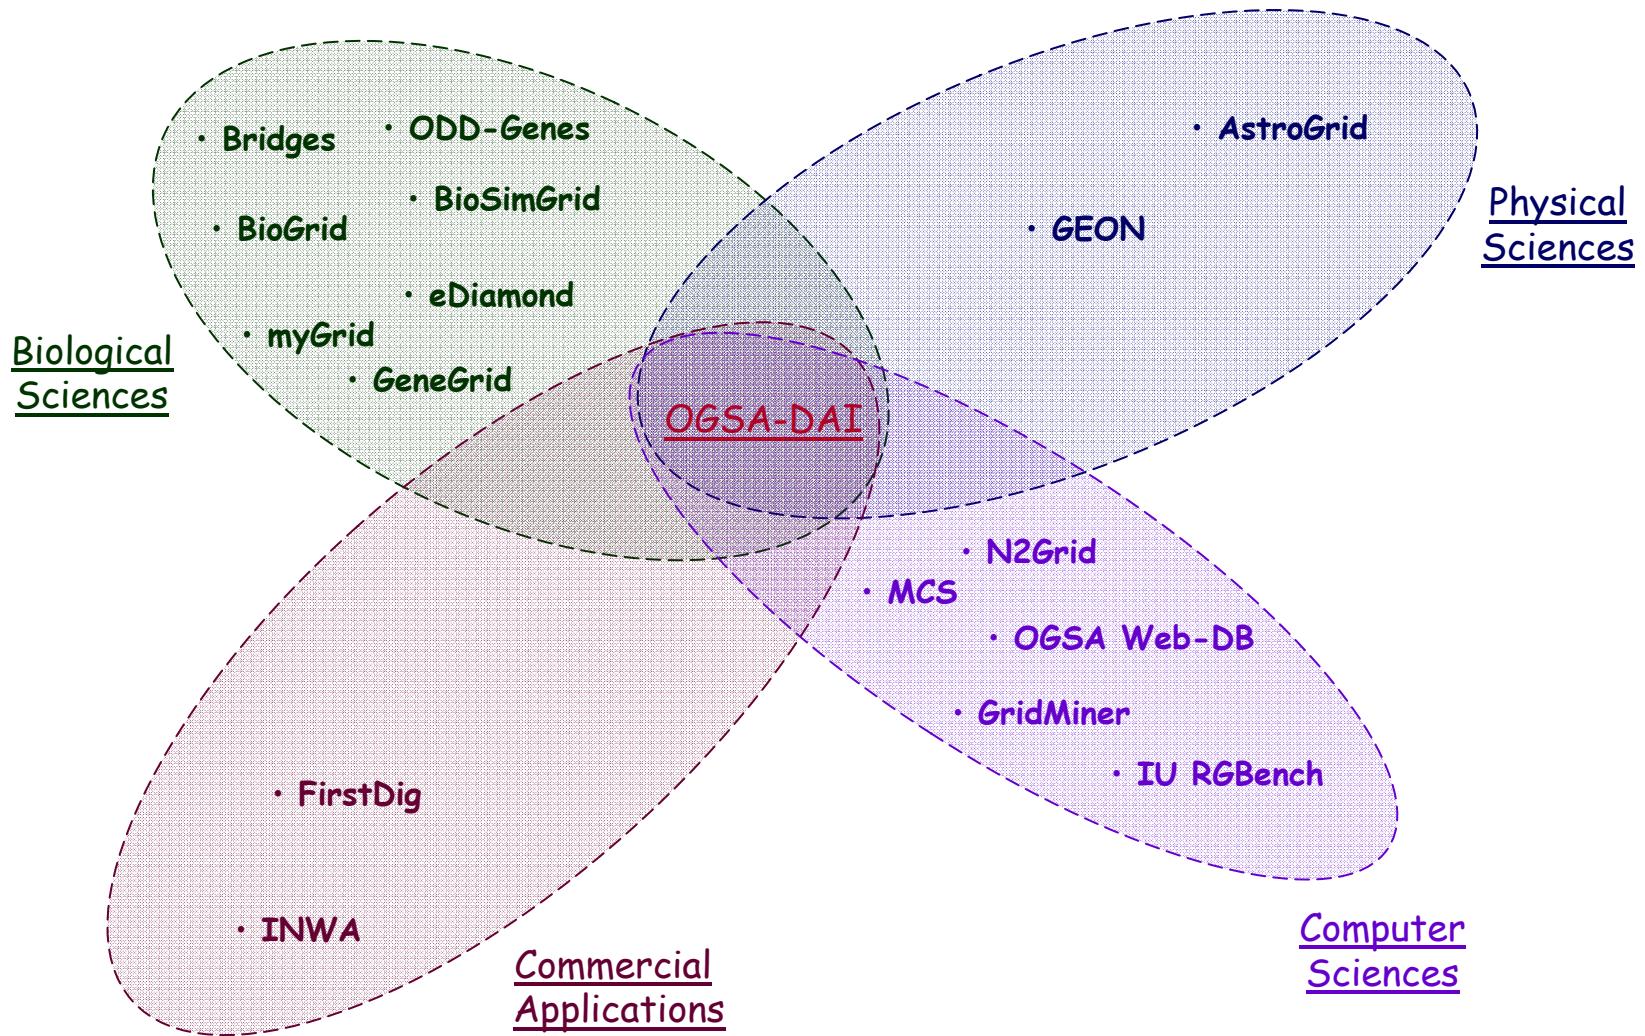 • Bridges
• ODD-Genes
• BioSimGrid
• BioGrid
• eDiamond
• myGrid
• GeneGrid
Biological
Sciences
• AstroGrid
• GEON
Physical
Sciences
OGSA-DAI
• N2Grid
• MCS
• OGSA Web-DB
• GridMiner
• IU RGBench
Computer
Sciences
• FirstDig
• INWA
Commercial
Applications